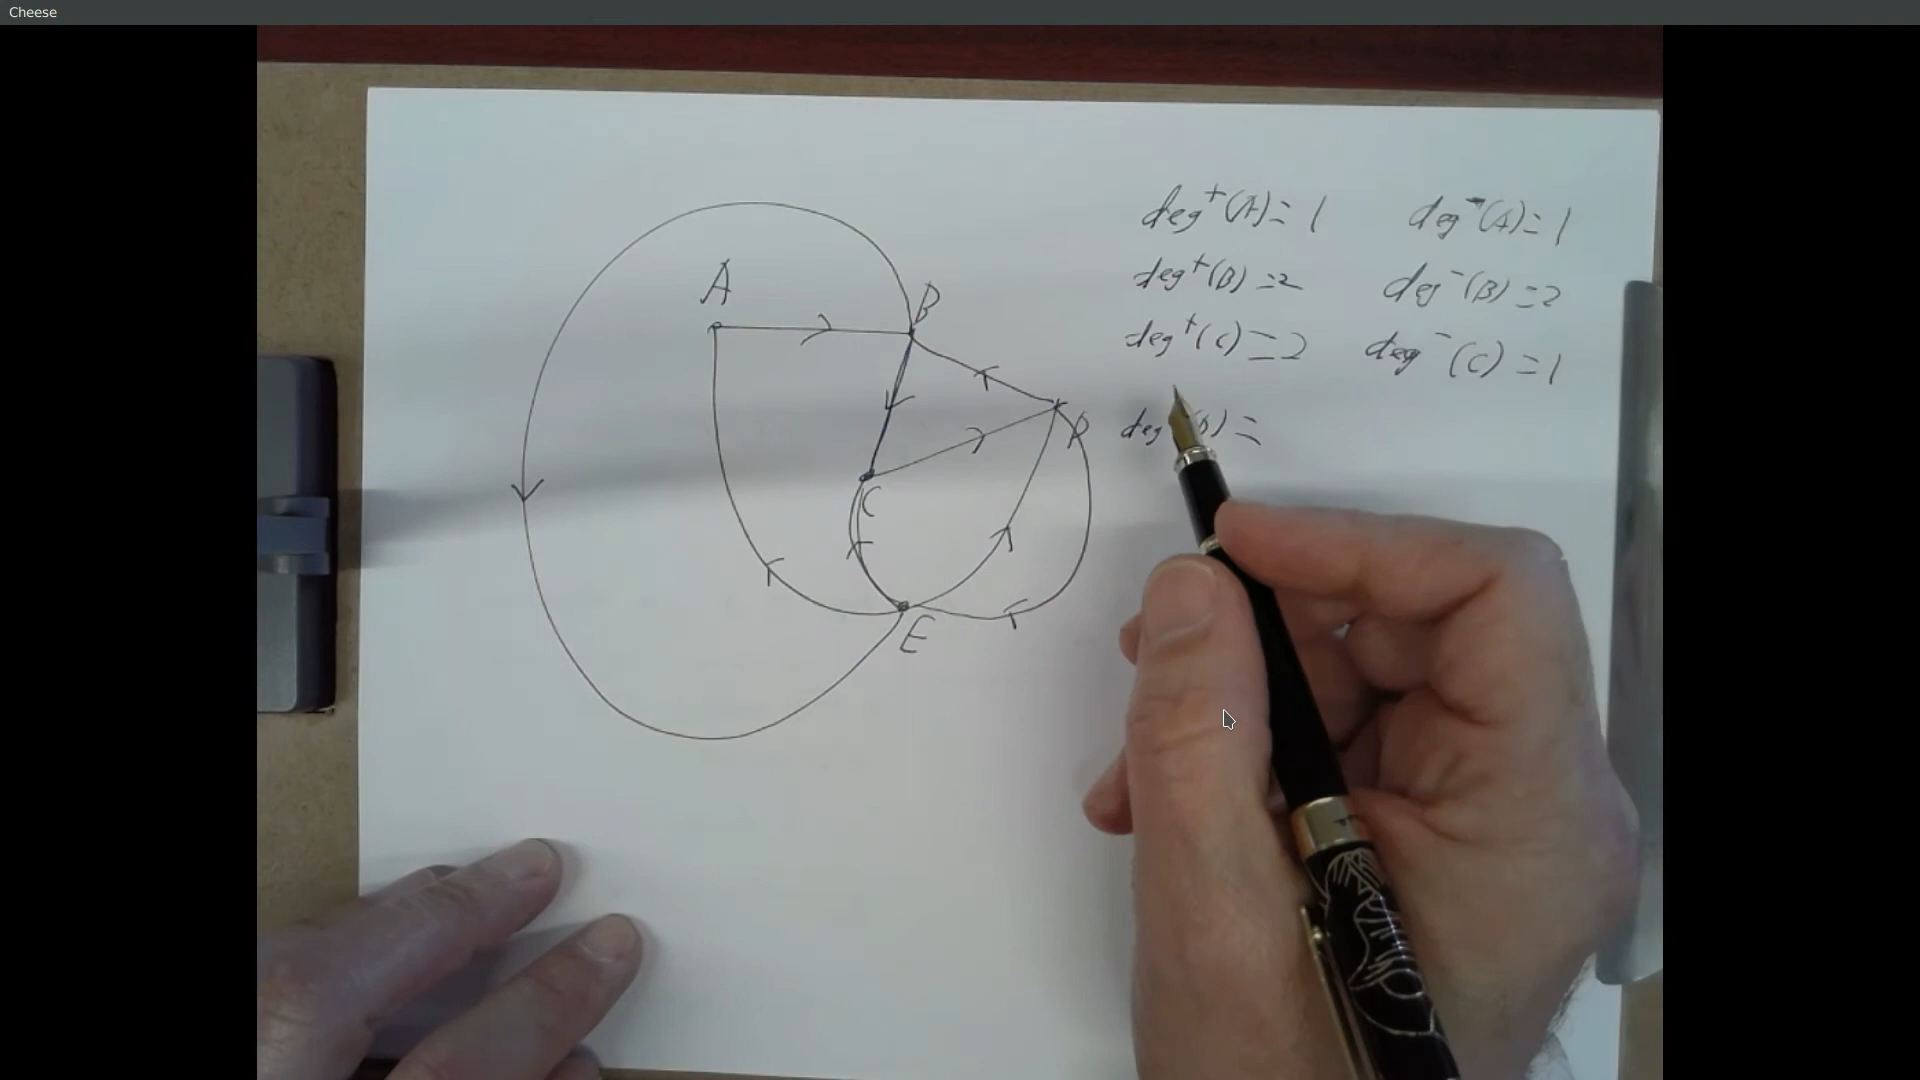 Cheese
deg⁺(A)=1 deg⁻(A)=1
A
B
deg⁺(B)=2 deg⁻(B)=2
deg⁺(C)=2 deg⁻(C)=1
D
deg (D)=
C
E